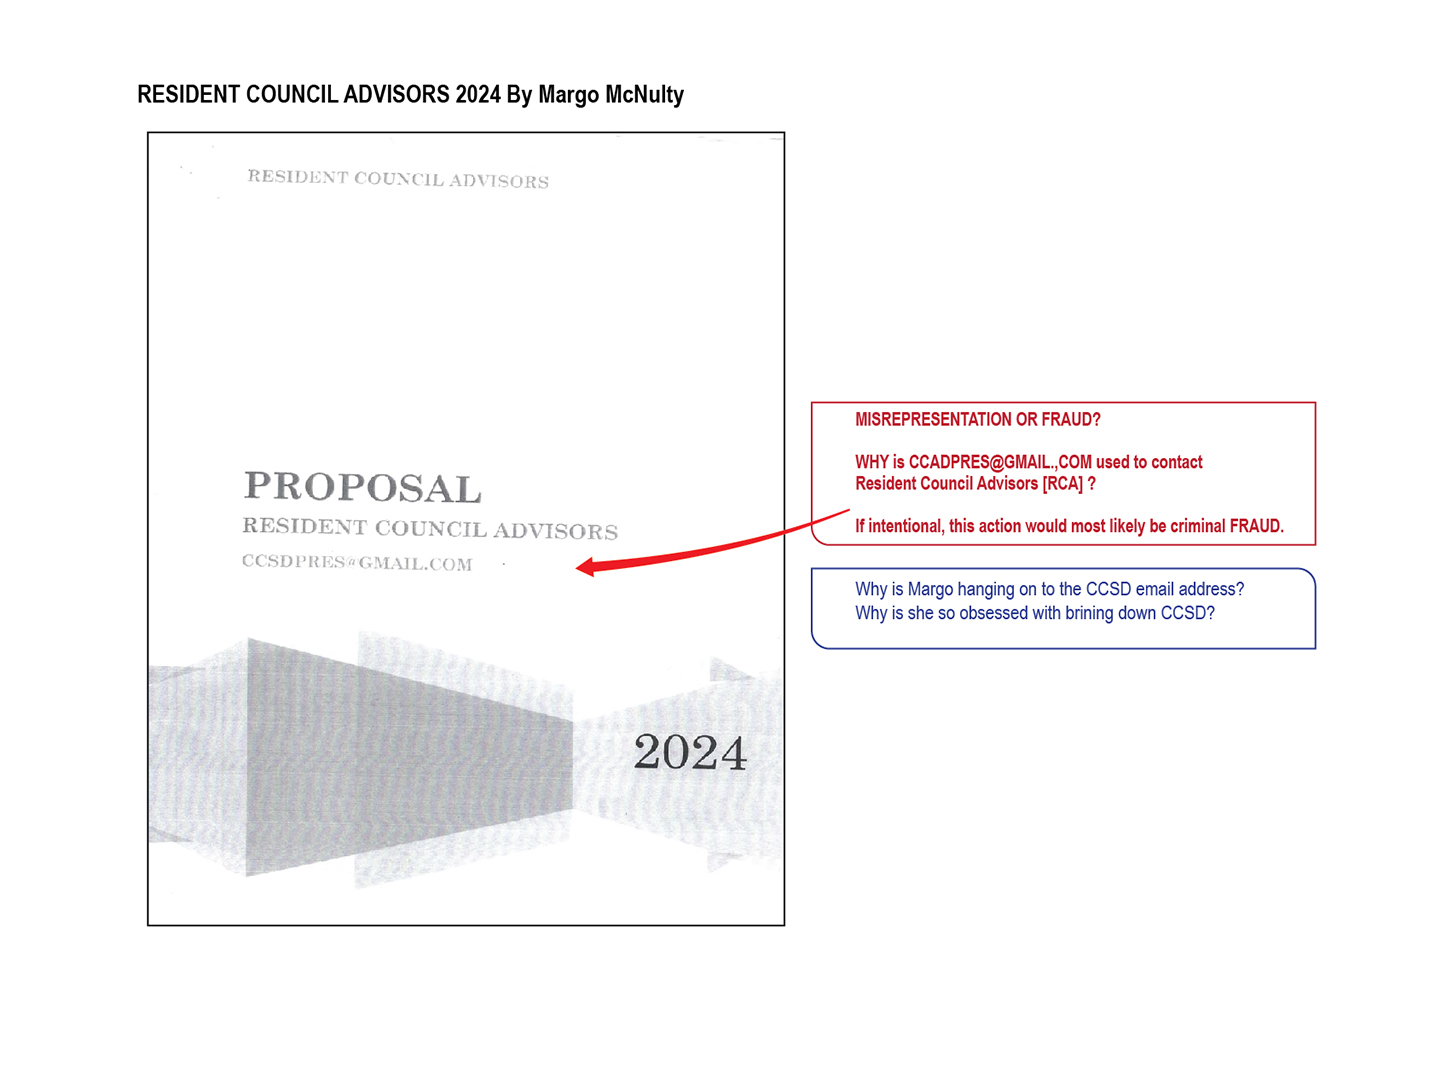 RESIDENT COUNCIL ADVISORS 2024 By Margo McNulty
RESIDENT COUNCIL ADVISORS
PROPOSAL
RESIDENT COUNCIL ADVISORS
CCSDPRES@GMAIL.COM
2024
MISREPRESENTATION OR FRAUD?
WHY is CCADPRES@GMAIL.,COM used to contact
Resident Council Advisors [RCA] ?
If intentional, this action would most likely be criminal FRAUD.
Why is Margo hanging on to the CCSD email address?
Why is she so obsessed with brining down CCSD?